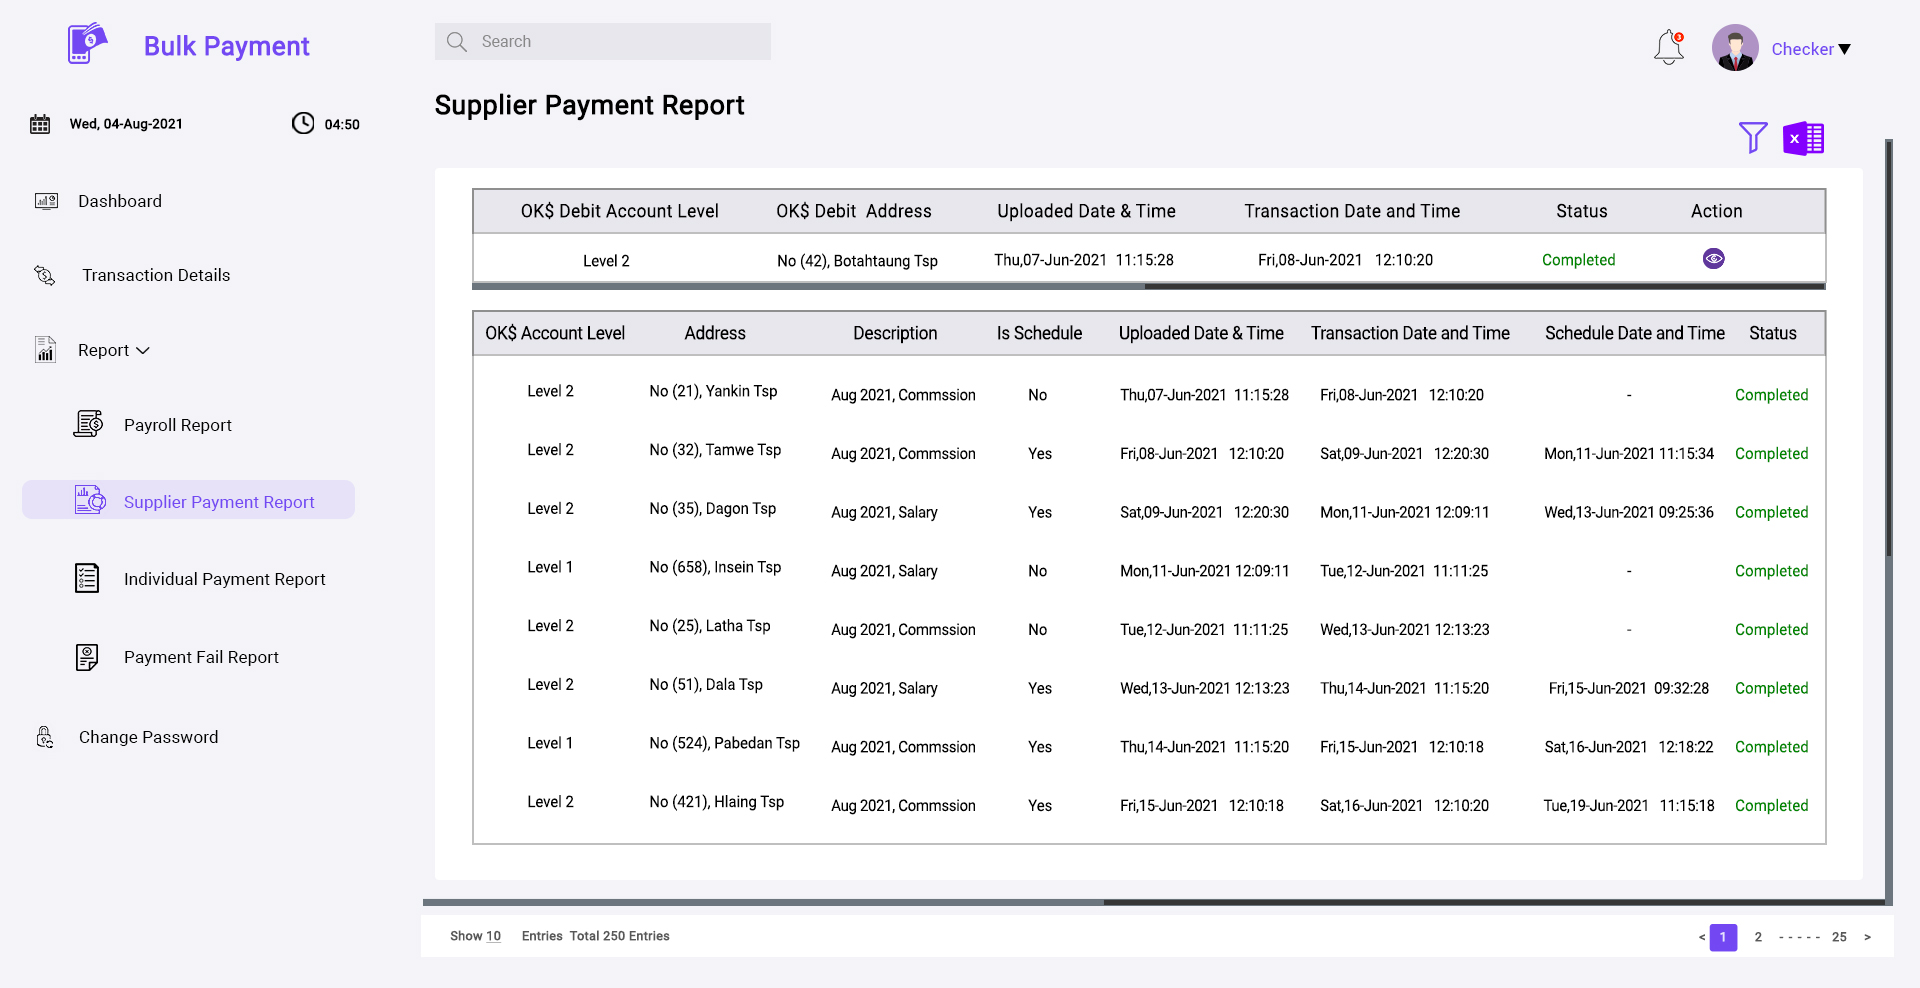 Bulk Payment
Search
3
Checker
Wed, 04-Aug-2021 04:50
Supplier Payment Report
X
Dashboard
Transaction Details
Report
Payroll Report
Supplier Payment Report
Individual Payment Report
Payment Fail Report
Change Password
OK$ Debit Account Level OK$ Debit Address Uploaded Date & Time Transaction Date and Time Status Action
Level 2 No (42), Botahtaung Tsp Thu,07-Jun-2021 11:15:28 Fri,08-Jun-2021 12:10:20 Completed
OK$ Account Level Address Description Is Schedule Uploaded Date & Time Transaction Date and Time Schedule Date and Time Status
Level 2 No (21), Yankin Tsp Aug 2021, Commssion No Thu,07-Jun-2021 11:15:28 Fri,08-Jun-2021 12:10:20 - Completed
Level 2 No (32), Tamwe Tsp Aug 2021, Commssion Yes Fri,08-Jun-2021 12:10:20 Sat,09-Jun-2021 12:20:30 Mon,11-Jun-2021 11:15:34 Completed
Level 2 No (35), Dagon Tsp Aug 2021, Salary Yes Sat,09-Jun-2021 12:20:30 Mon,11-Jun-2021 12:09:11 Wed,13-Jun-2021 09:25:36 Completed
Level 1 No (658), Insein Tsp Aug 2021, Salary No Mon,11-Jun-2021 12:09:11 Tue,12-Jun-2021 11:11:25 - Completed
Level 2 No (25), Latha Tsp Aug 2021, Commssion No Tue,12-Jun-2021 11:11:25 Wed,13-Jun-2021 12:13:23 - Completed
Level 2 No (51), Dala Tsp Aug 2021, Salary Yes Wed,13-Jun-2021 12:13:23 Thu,14-Jun-2021 11:15:20 Fri,15-Jun-2021 09:32:28 Completed
Level 1 No (524), Pabedan Tsp Aug 2021, Commssion Yes Thu,14-Jun-2021 11:15:20 Fri,15-Jun-2021 12:10:18 Sat,16-Jun-2021 12:18:22 Completed
Level 2 No (421), Hlaing Tsp Aug 2021, Commssion Yes Fri,15-Jun-2021 12:10:18 Sat,16-Jun-2021 12:10:20 Tue,19-Jun-2021 11:15:18 Completed
Show 10 Entries Total 250 Entries
< 1 2 - - - - - 25 >